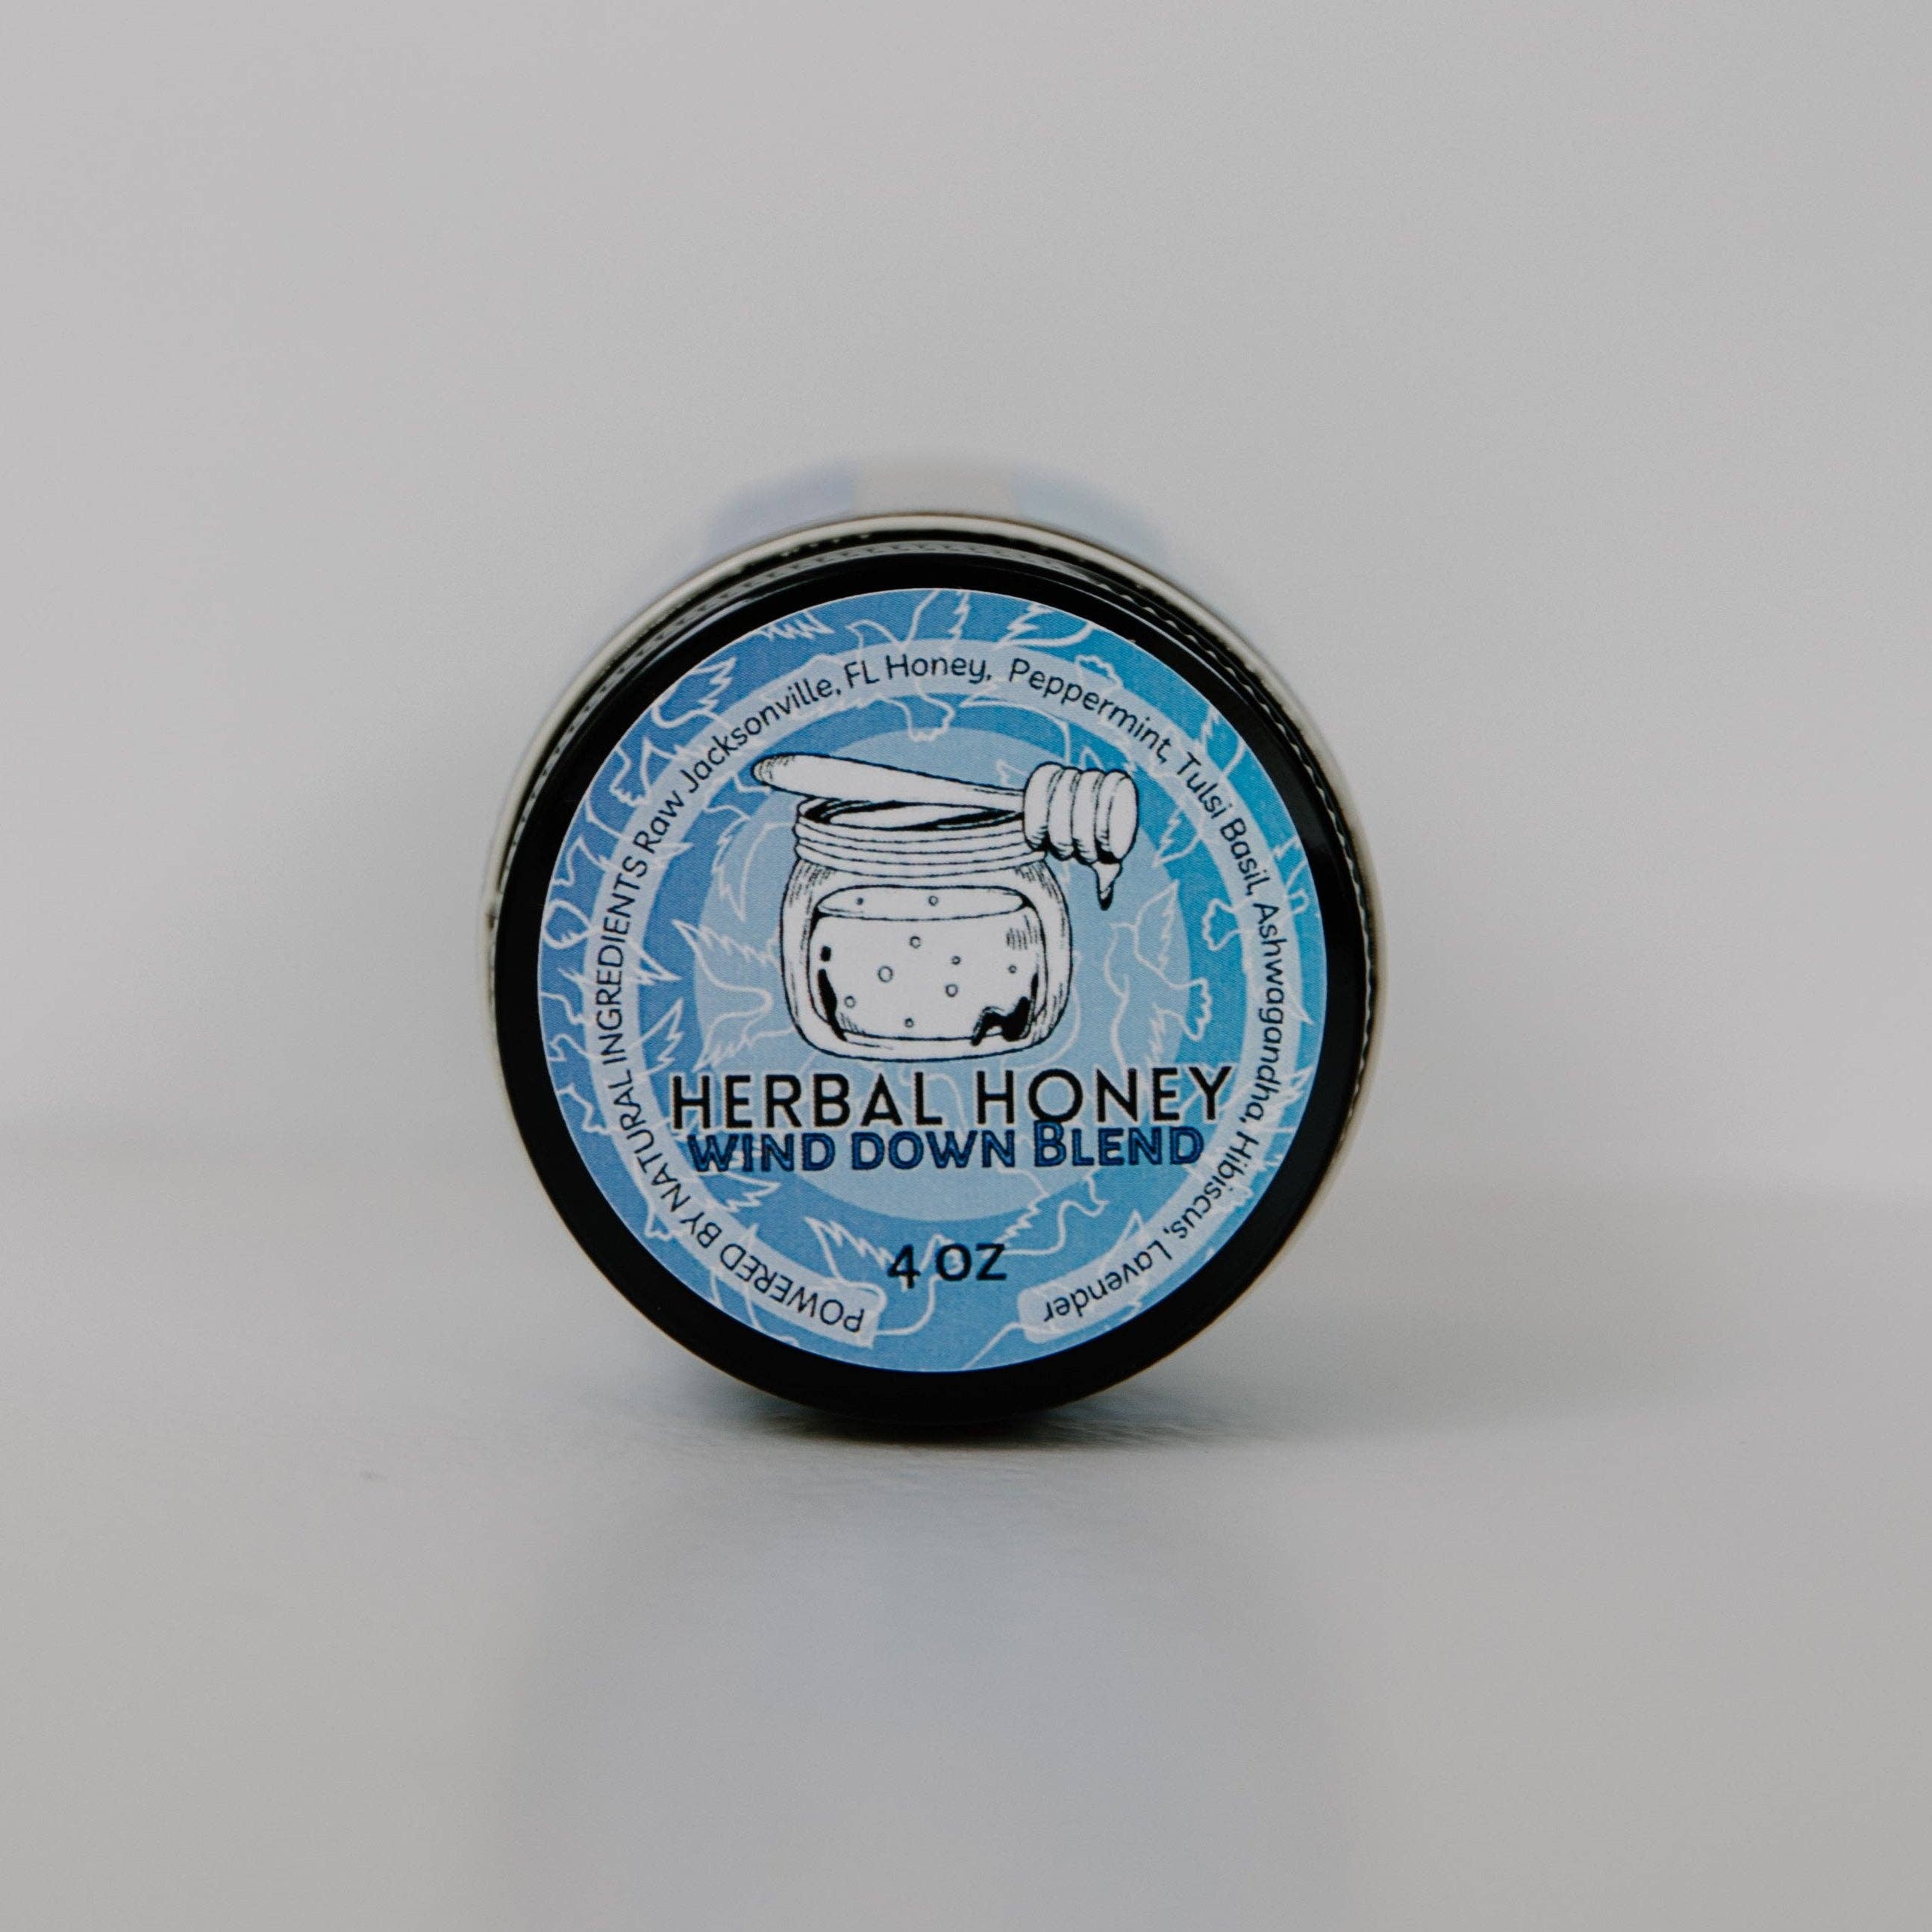 POWERED BY NATURAL INGREDIENTS Raw Jacksonville, FL Honey, Peppermint, Tulsi Basil, Ashwagandha, Hibiscus, Lavender
HERBAL HONEY
WIND DOWN BLEND
4 OZ